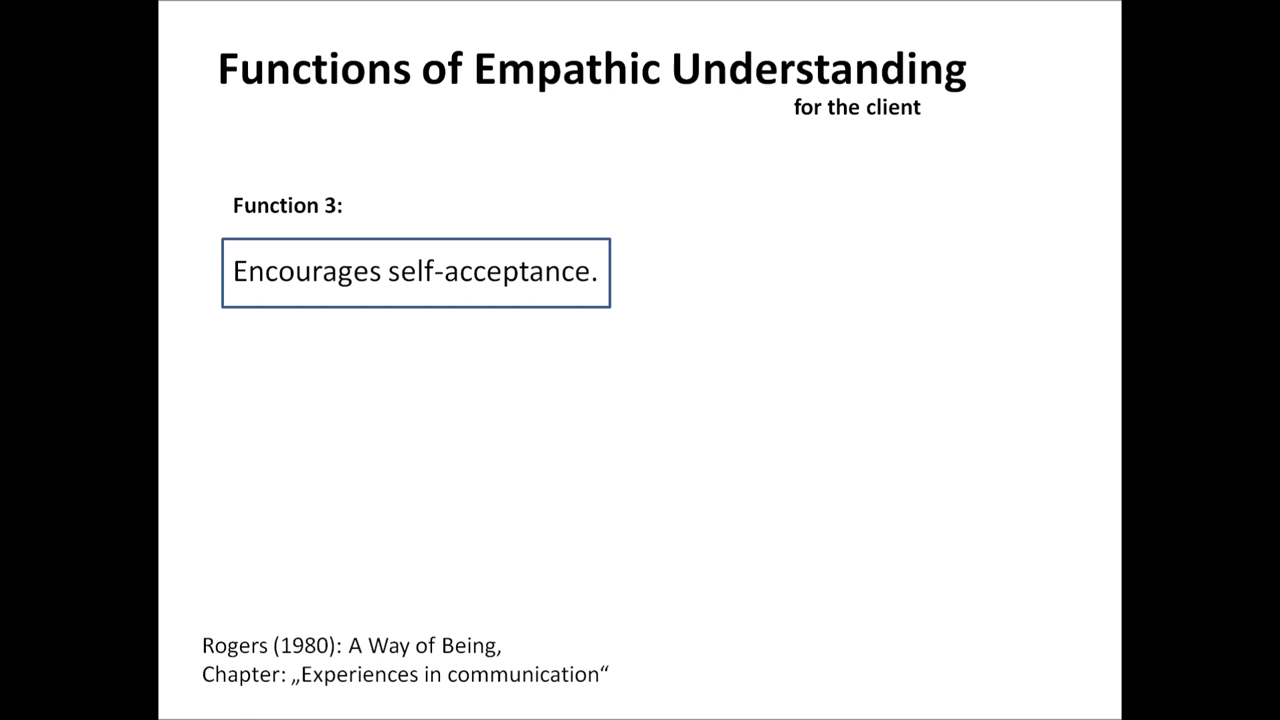 Functions of Empathic Understanding
for the client
Function 3:
Encourages self-acceptance.
Rogers (1980): A Way of Being,
Chapter: „Experiences in communication“